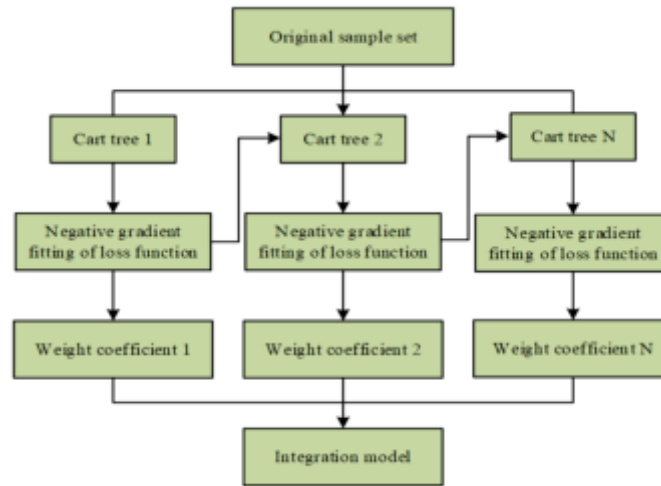 Original sample set
Cart tree 1
Cart tree 2
Cart tree N
Negative gradient
fitting of loss function
Negative gradient
fitting of loss function
Negative gradient
fitting of loss function
Weight coefficient 1
Weight coefficient 2
Weight coefficient N
Integration model